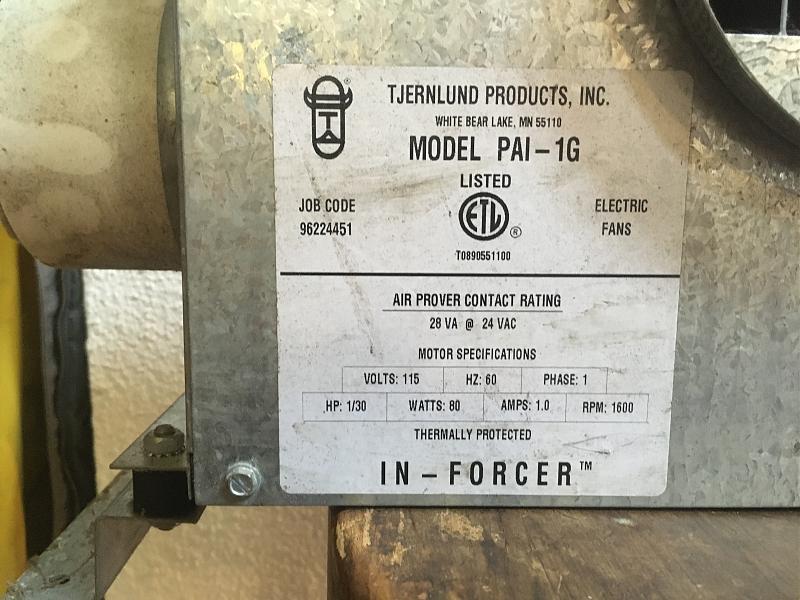 TJERNLUND PRODUCTS, INC.
WHITE BEAR LAKE, MN 55110
MODEL PAI-1G
LISTED
JOB CODE
96224451
ETL ®
ELECTRIC
FANS
T0890551100
AIR PROVER CONTACT RATING
28 VA @ 24 VAC
MOTOR SPECIFICATIONS
VOLTS: 115 HZ: 60 PHASE: 1
HP: 1/30 WATTS: 80 AMPS: 1.0 RPM: 1600
THERMALLY PROTECTED
IN-FORCER™